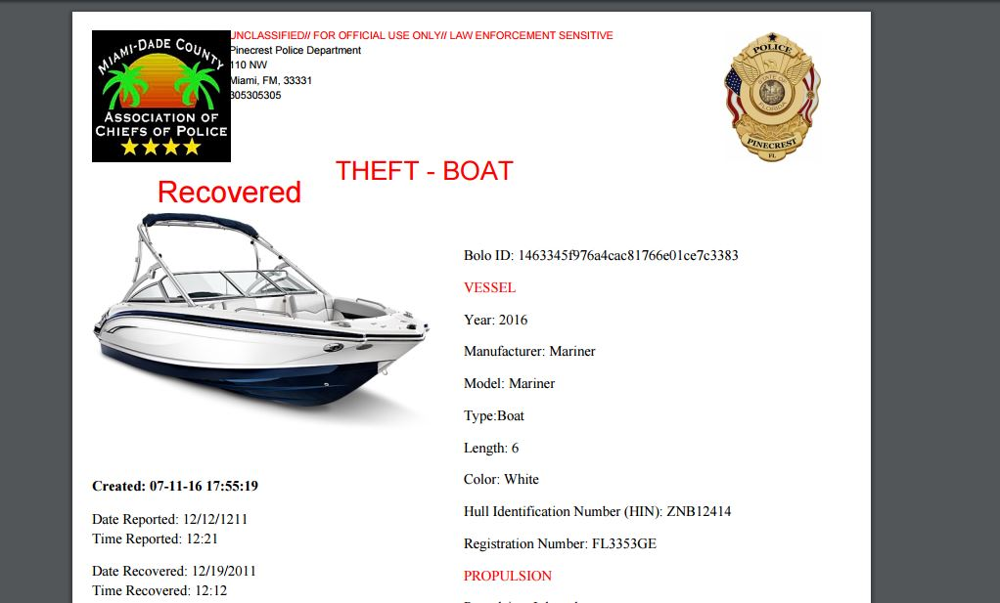 MIAMI-DADE COUNTY
ASSOCIATION OF
CHIEFS OF POLICE
UNCLASSIFIED// FOR OFFICIAL USE ONLY// LAW ENFORCEMENT SENSITIVE
Pinecrest Police Department
110 NW
Miami, FM, 33331
305305305
POLICE
STATE OF
FLORIDA
PINECREST
FL
THEFT - BOAT
Recovered
Bolo ID: 1463345f976a4cac81766e01ce7c3383
VESSEL
Year: 2016
Manufacturer: Mariner
Model: Mariner
Type:Boat
Length: 6
Color: White
Hull Identification Number (HIN): ZNB12414
Registration Number: FL3353GE
PROPULSION
Created: 07-11-16 17:55:19
Date Reported: 12/12/1211
Time Reported: 12:21
Date Recovered: 12/19/2011
Time Recovered: 12:12